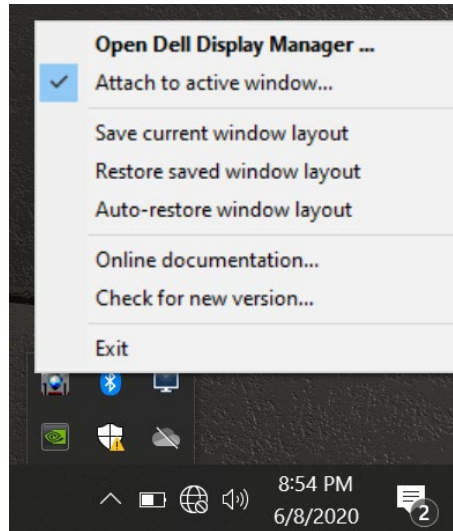 Open Dell Display Manager ...
Attach to active window...
Save current window layout
Restore saved window layout
Auto-restore window layout
Online documentation...
Check for new version...
Exit
8:54 PM
6/8/2020
2